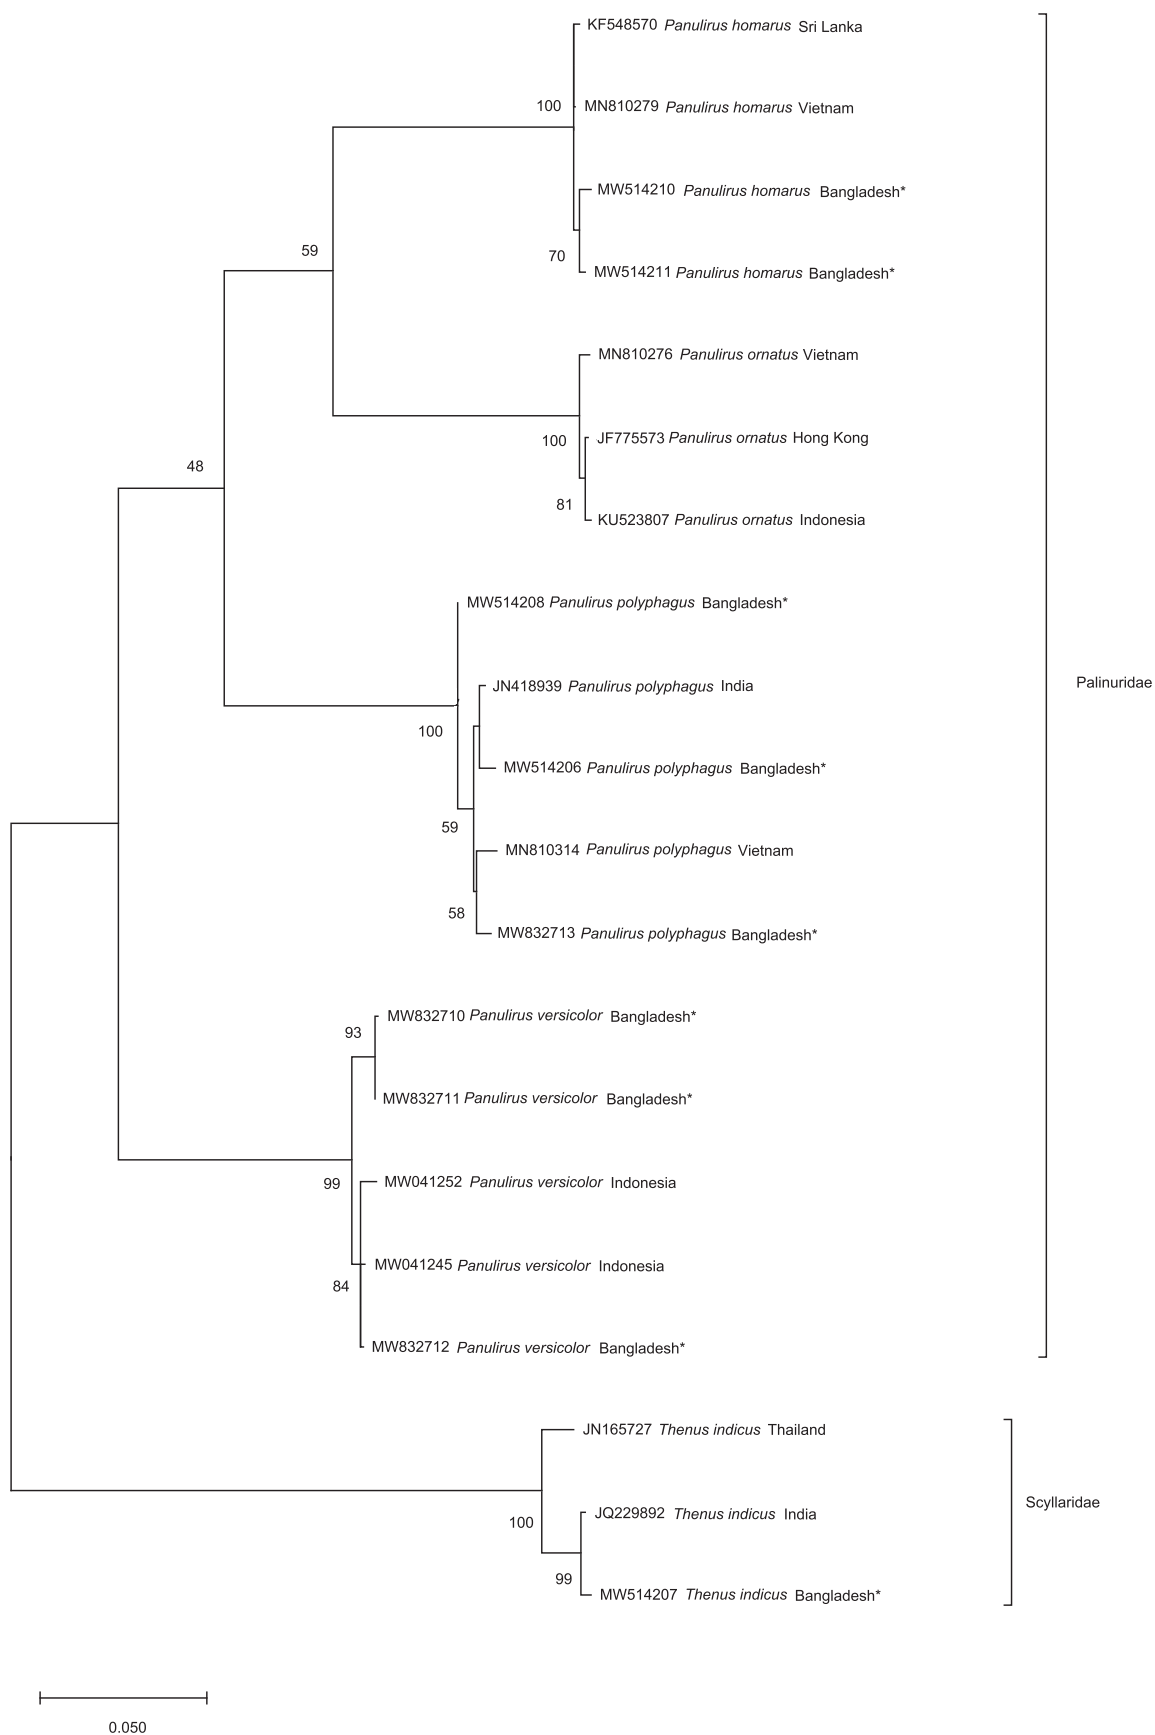 KF548570 Panulirus homarus Sri Lanka
100
MN810279 Panulirus homarus Vietnam
MW514210 Panulirus homarus Bangladesh*
59
70
MW514211 Panulirus homarus Bangladesh*
MN810276 Panulirus ornatus Vietnam
100
JF775573 Panulirus ornatus Hong Kong
48
81
KU523807 Panulirus ornatus Indonesia
MW514208 Panulirus polyphagus Bangladesh*
JN418939 Panulirus polyphagus India
Palinuridae
100
MW514206 Panulirus polyphagus Bangladesh*
59
MN810314 Panulirus polyphagus Vietnam
58
MW832713 Panulirus polyphagus Bangladesh*
MW832710 Panulirus versicolor Bangladesh*
93
MW832711 Panulirus versicolor Bangladesh*
99
MW041252 Panulirus versicolor Indonesia
MW041245 Panulirus versicolor Indonesia
84
MW832712 Panulirus versicolor Bangladesh*
JN165727 Thenus indicus Thailand
Scyllaridae
JQ229892 Thenus indicus India
100
99
MW514207 Thenus indicus Bangladesh*
0.050